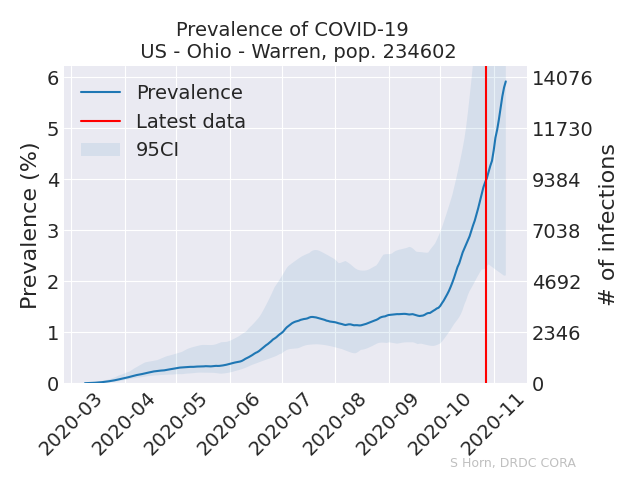 Prevalence of COVID-19
US - Ohio - Warren, pop. 234602
Prevalence
Latest data
95CI
Prevalence (%)
6
5
4
3
2
1
0
14076
11730
9384
7038
4692
2346
0
# of infections
2020-03
2020-04
2020-05
2020-06
2020-07
2020-08
2020-09
2020-10
2020-11
S Horn, DRDC CORA